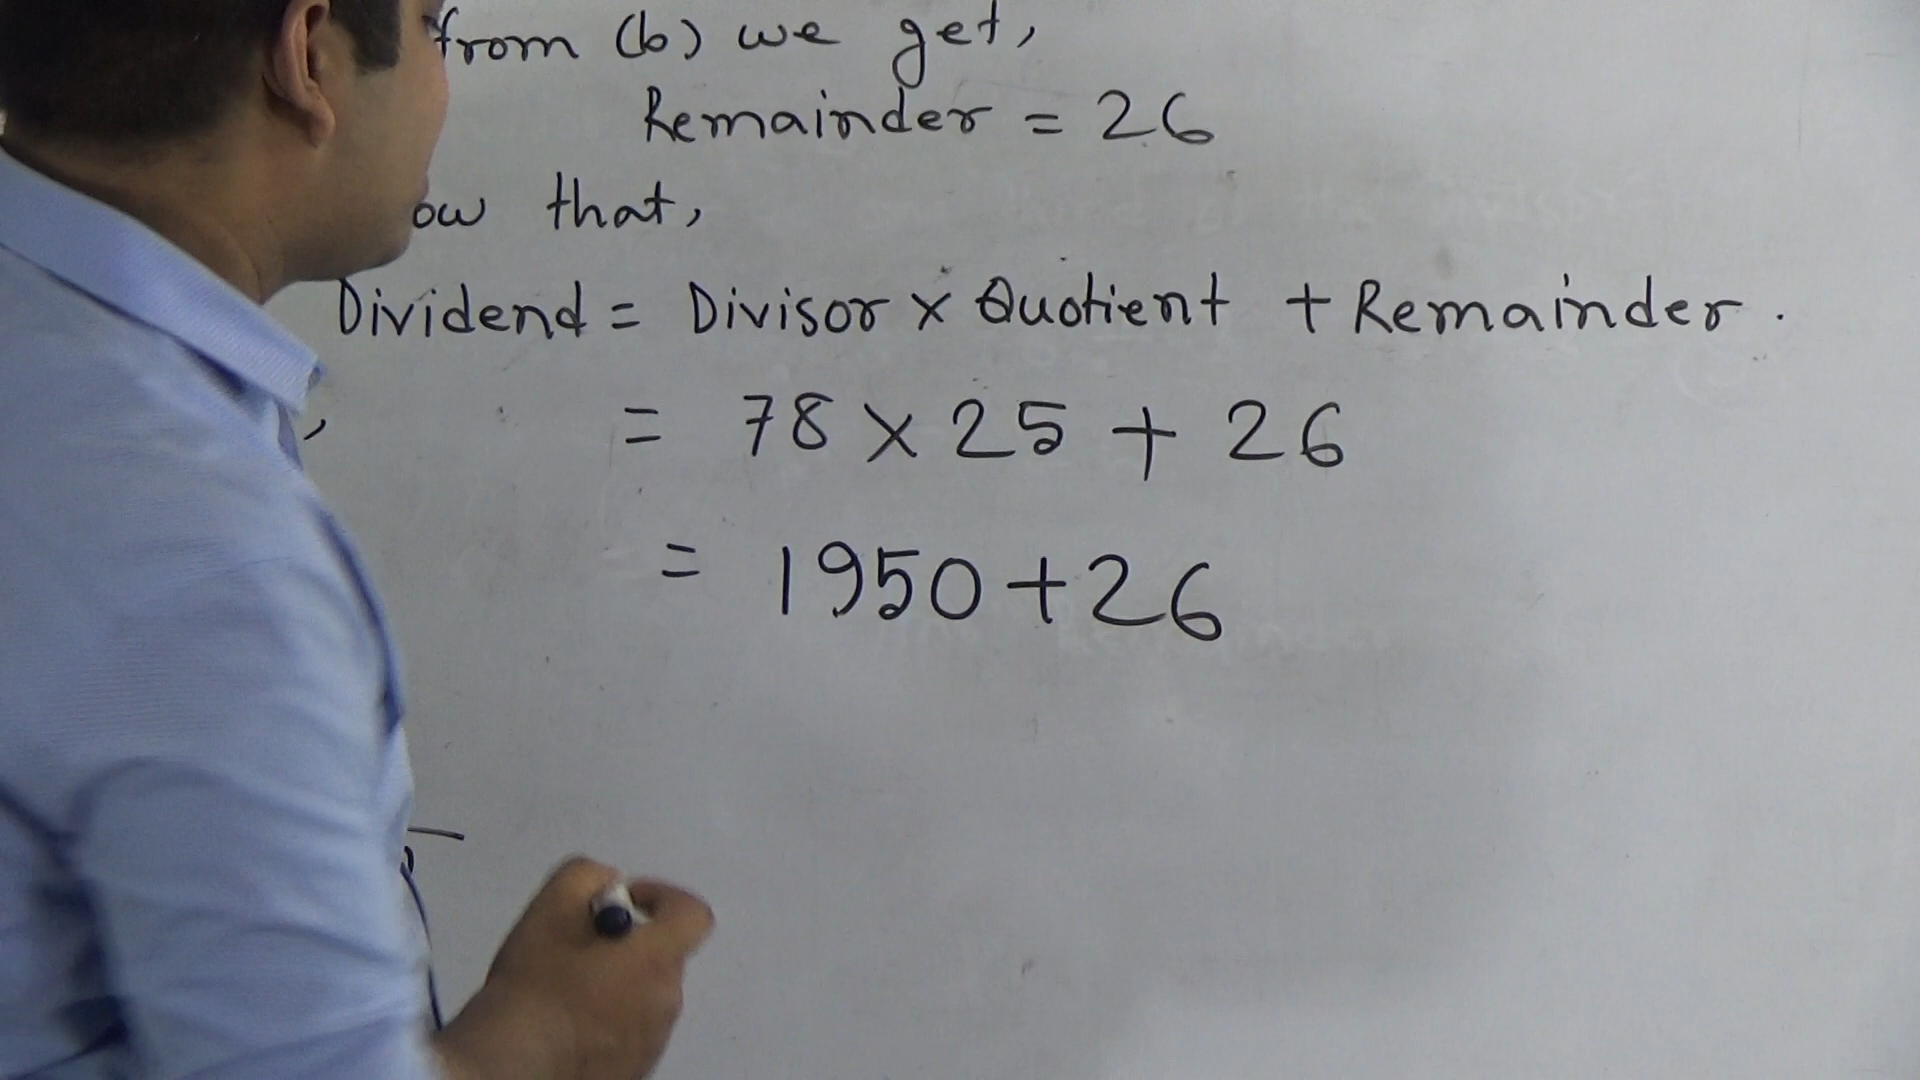 from (b) we get,
Remainder = 26
ow that,
Dividend = Divisor x Quotient + Remainder.
, = 78 x 25 + 26
= 1950 + 26